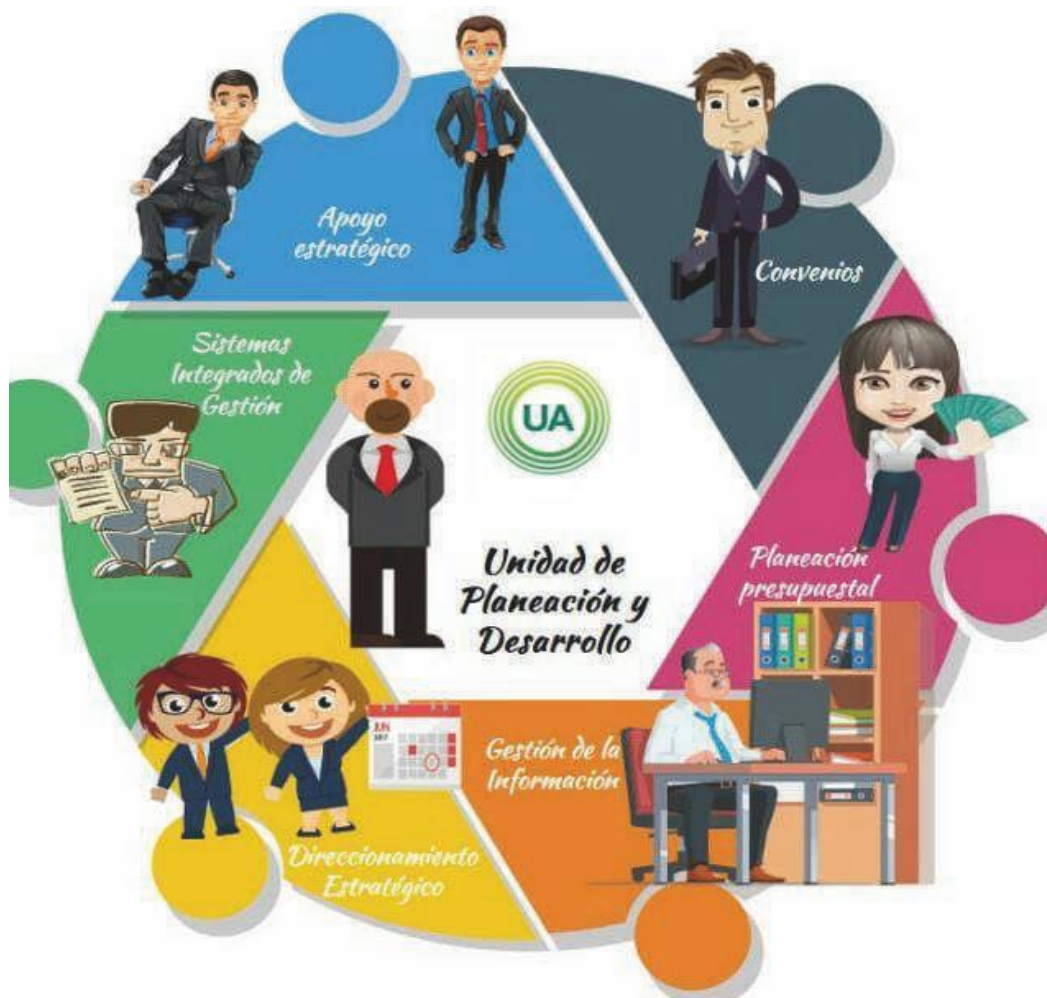 Apoyo
estratégico
Convenios
Sistemas
Integrados de
Gestión
UA
Unidad de
Planeación y
Desarrollo
Planeación
presupuestal
JUN
Gestión de la
Información
Direccionamiento
Estratégico